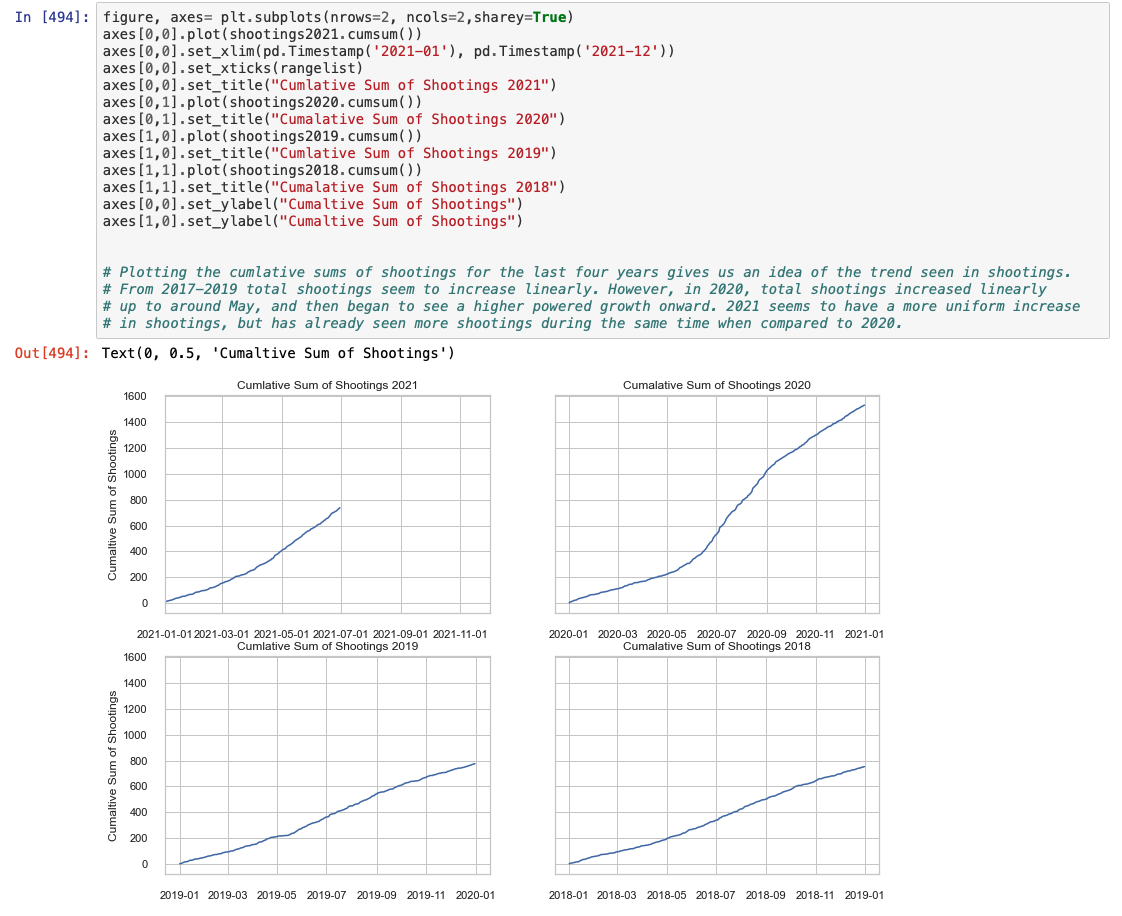 In [494]: figure, axes= plt.subplots(nrows=2, ncols=2,sharey=True)
axes[0,0].plot(shootings2021.cumsum())
axes[0,0].set_xlim(pd.Timestamp('2021-01'), pd.Timestamp('2021-12'))
axes[0,0].set_xticks(rangelist)
axes[0,0].set_title("Cumlative Sum of Shootings 2021")
axes[0,1].plot(shootings2020.cumsum())
axes[0,1].set_title("Cumalative Sum of Shootings 2020")
axes[1,0].plot(shootings2019.cumsum())
axes[1,0].set_title("Cumlative Sum of Shootings 2019")
axes[1,1].plot(shootings2018.cumsum())
axes[1,1].set_title("Cumalative Sum of Shootings 2018")
axes[0,0].set_ylabel("Cumaltive Sum of Shootings")
axes[1,0].set_ylabel("Cumaltive Sum of Shootings")
# Plotting the cumlative sums of shootings for the last four years gives us an idea of the trend seen in shootings.
# From 2017-2019 total shootings seem to increase linearly. However, in 2020, total shootings increased linearly
# up to around May, and then began to see a higher powered growth onward. 2021 seems to have a more uniform increase
# in shootings, but has already seen more shootings during the same time when compared to 2020.
Out[494]: Text(0, 0.5, 'Cumaltive Sum of Shootings')
Cumlative Sum of Shootings 2021
Cumaltive Sum of Shootings
1600
1400
1200
1000
800
600
400
200
0
2021-01-01 2021-03-01 2021-05-01 2021-07-01 2021-09-01 2021-11-01
Cumalative Sum of Shootings 2020
2020-01 2020-03 2020-05 2020-07 2020-09 2020-11 2021-01
Cumlative Sum of Shootings 2019
Cumaltive Sum of Shootings
1600
1400
1200
1000
800
600
400
200
0
2019-01 2019-03 2019-05 2019-07 2019-09 2019-11 2020-01
Cumalative Sum of Shootings 2018
2018-01 2018-03 2018-05 2018-07 2018-09 2018-11 2019-01